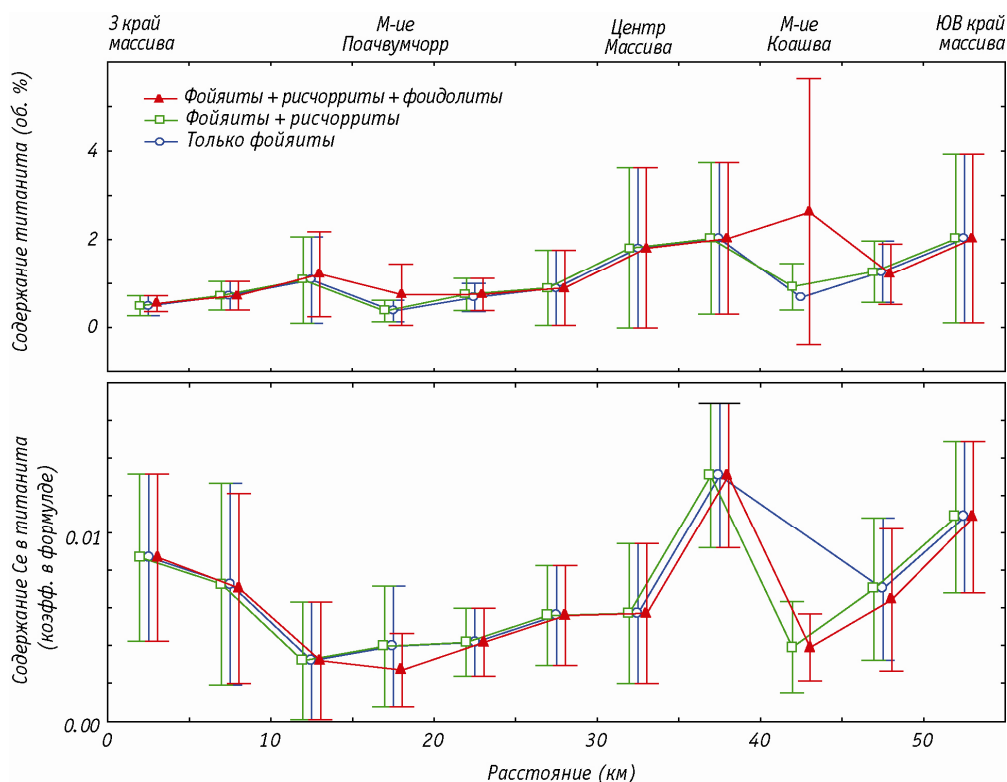 З край
массива
М-ие
Поачвумчорр
Центр
Массива
М-ие
Коашва
ЮВ край
массива
Содержание титанита (об. %)
4
2
0
Фойяиты + рисчорриты + фоидолиты
Фойяиты + рисчорриты
Только фойяиты
Содержание Ce в титанита
(коэфф. в формулде)
0.01
0.00
0
10
20
30
40
50
Расстояние (км)